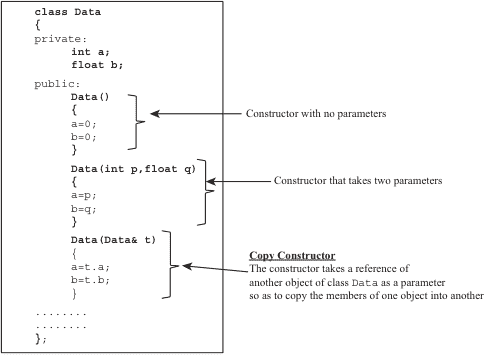 class Data
{
private:
int a;
float b;
public:
Data()
{
a=0;
b=0;
}
Constructor with no parameters
Data(int p,float q)
{
a=p;
b=q;
}
Constructor that takes two parameters
Data(Data& t)
{
a=t.a;
b=t.b;
}
Copy Constructor
The constructor takes a reference of
another object of class Data as a parameter
so as to copy the members of one object into another
........
........
};